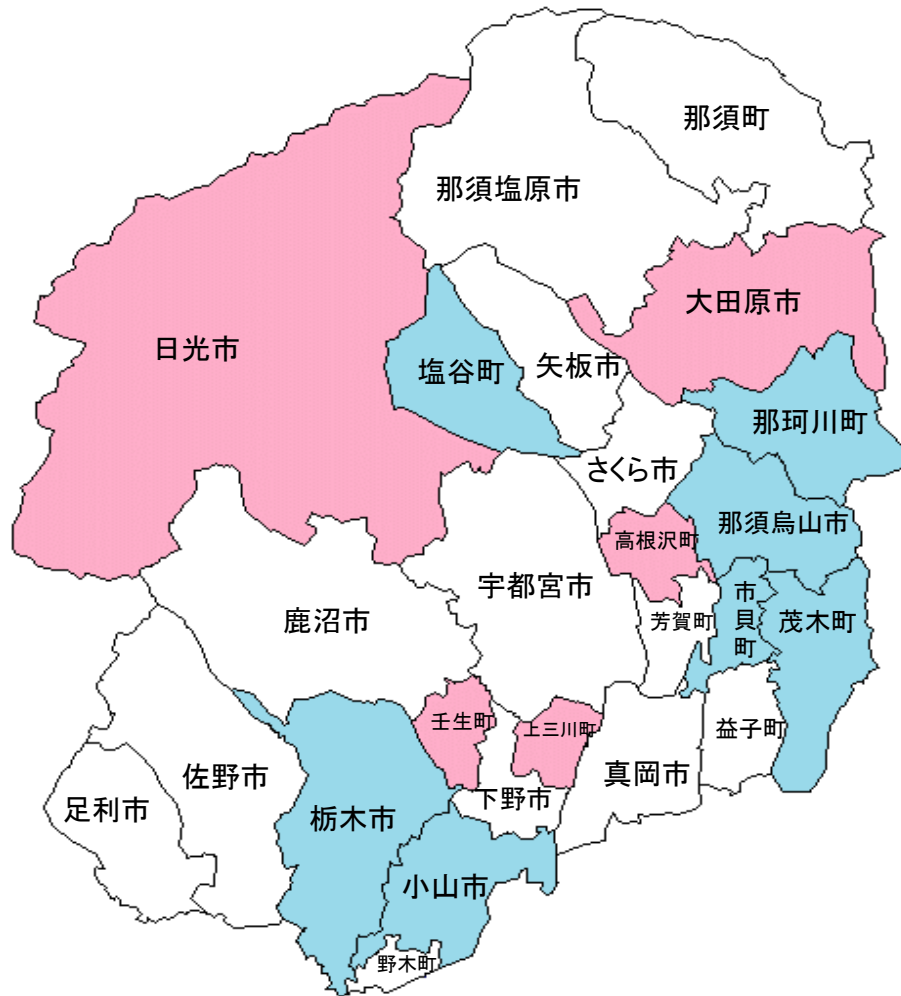 那須町
那須塩原市
大田原市
日光市
塩谷町
矢板市
那珂川町
さくら市
那須烏山市
高根沢町
宇都宮市
市貝町
鹿沼市
芳賀町
茂木町
壬生町
上三川町
益子町
真岡市
佐野市
下野市
足利市
栃木市
小山市
野木町